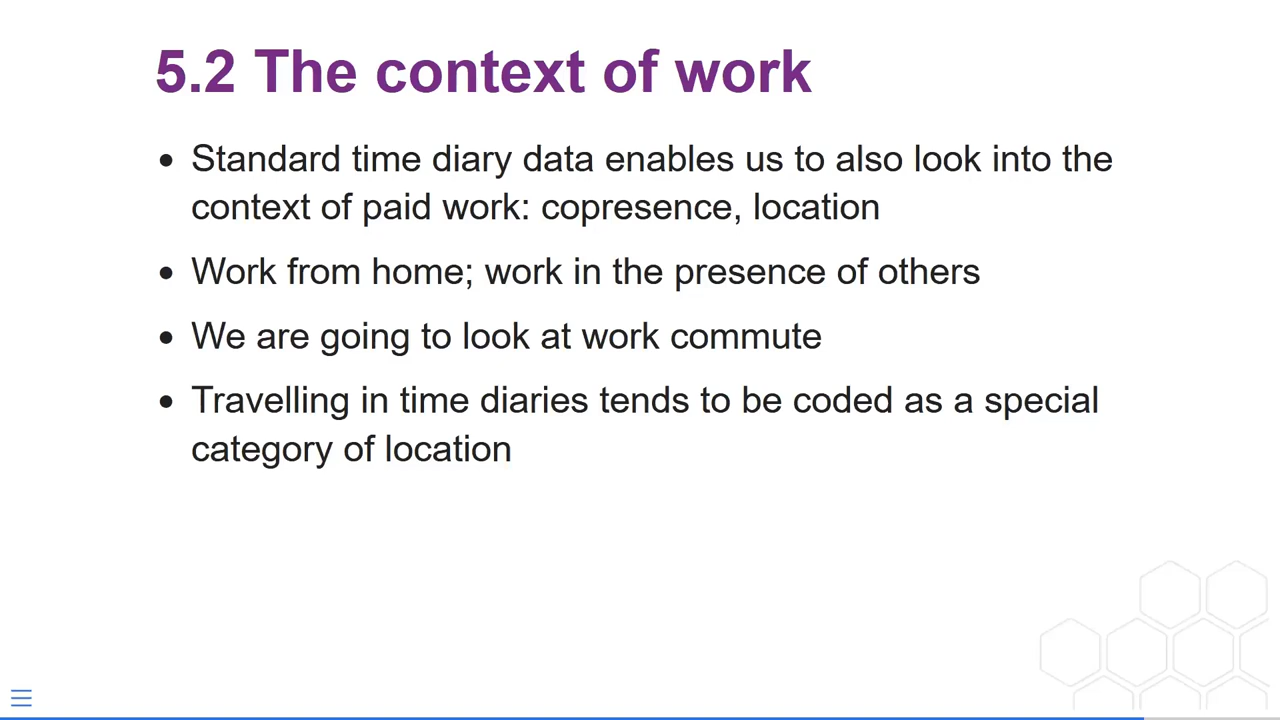 5.2 The context of work
• Standard time diary data enables us to also look into the
context of paid work: copresence, location
• Work from home; work in the presence of others
• We are going to look at work commute
• Travelling in time diaries tends to be coded as a special
category of location